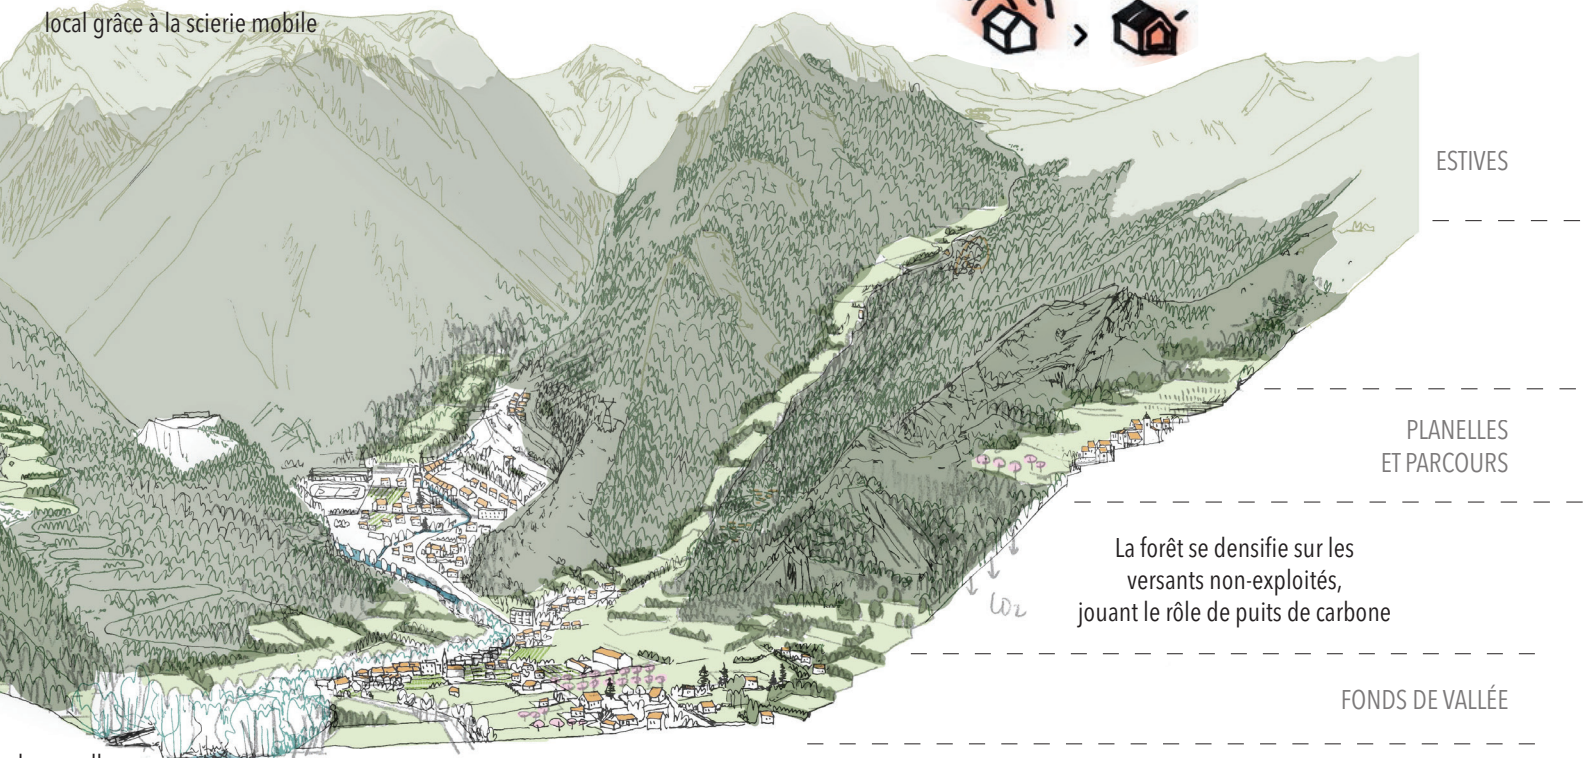 local grâce à la scierie mobile
ESTIVES
PLANELLES
ET PARCOURS
La forêt se densifie sur les
versants non-exploités,
jouant le rôle de puits de carbone
CO2
FONDS DE VALLÉE